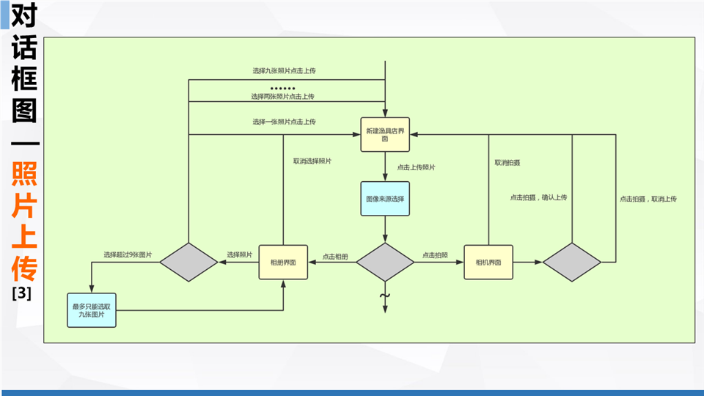 对话框图—照片上传
[3]
选择九张照片点击上传
......
选择两张照片点击上传
选择一张照片点击上传
新建渔具店界
面
取消选择照片
点击上传照片
取消拍摄
图像来源选择
点击拍摄，确认上传
点击拍摄，取消上传
选择超过9张图片
选择照片
相册界面
点击相册
点击拍照
相机界面
最多只能选取
九张图片
~